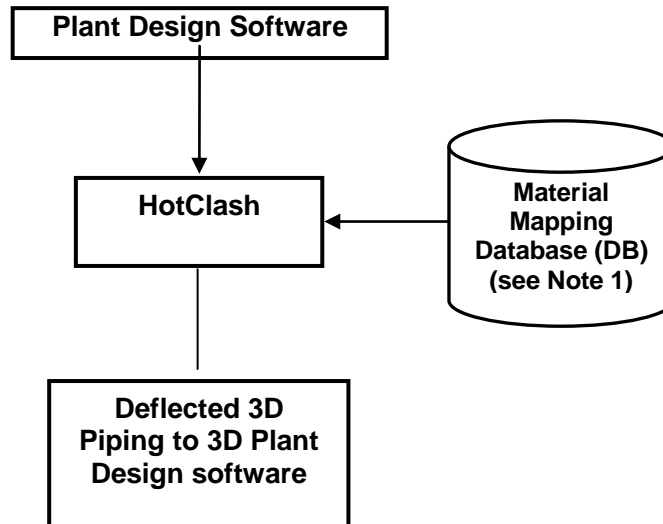 Plant Design Software
HotClash
Material
Mapping
Database (DB)
(see Note 1)
Deflected 3D
Piping to 3D Plant
Design software